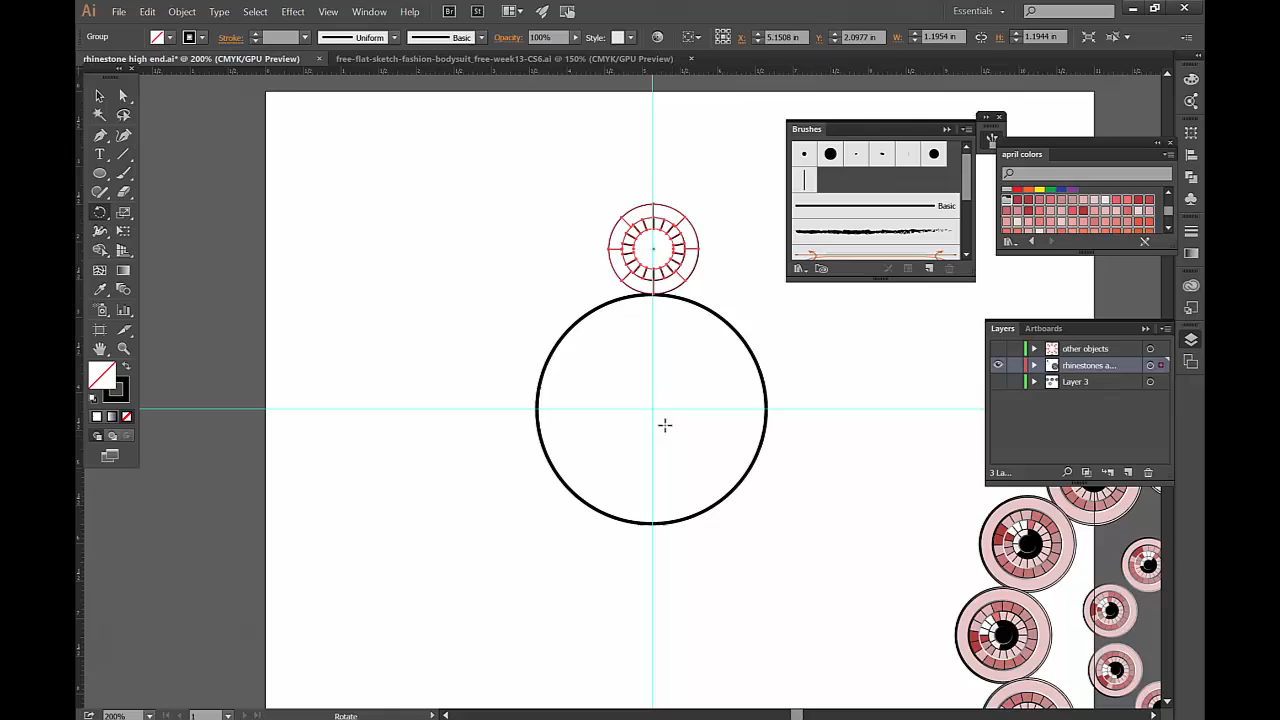 Ai File Edit Object Type Select Effect View Window Help Br St Essentials
Group Stroke: Uniform Basic Opacity: 100% Style: X: 5.1508 in Y: 2.0977 in W: 1.1954 in H: 1.1944 in
rhinestone high end.ai* @ 200% (CMYK/GPU Preview) × free-flat-sketch-fashion-bodysuit_free-week13-CS6.ai @ 150% (CMYK/GPU Preview) ×
Brushes
Basic
april colors
Layers Artboards
other objects
rhinestones a...
Layer 3
3 La...
200% 1 Rotate